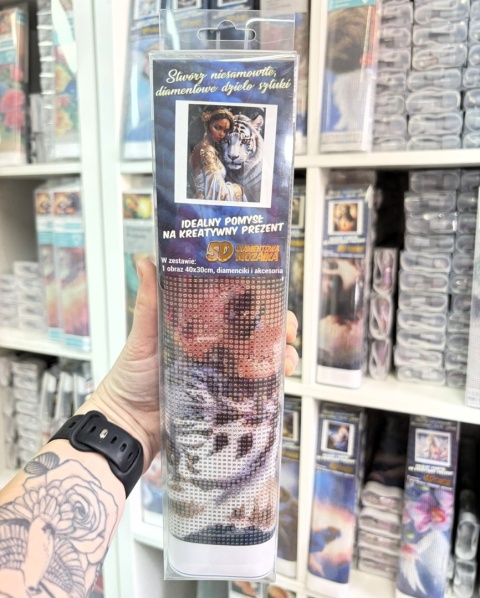 Stwórz niesamowite,
diamentowe dzieło sztuki
IDEALNY POMYSŁ
NA KREATYWNY PREZENT
5D DIAMENTOWA
MOZAIKA
W zestawie:
1 obraz 40x30cm, diamenciki i akcesoria